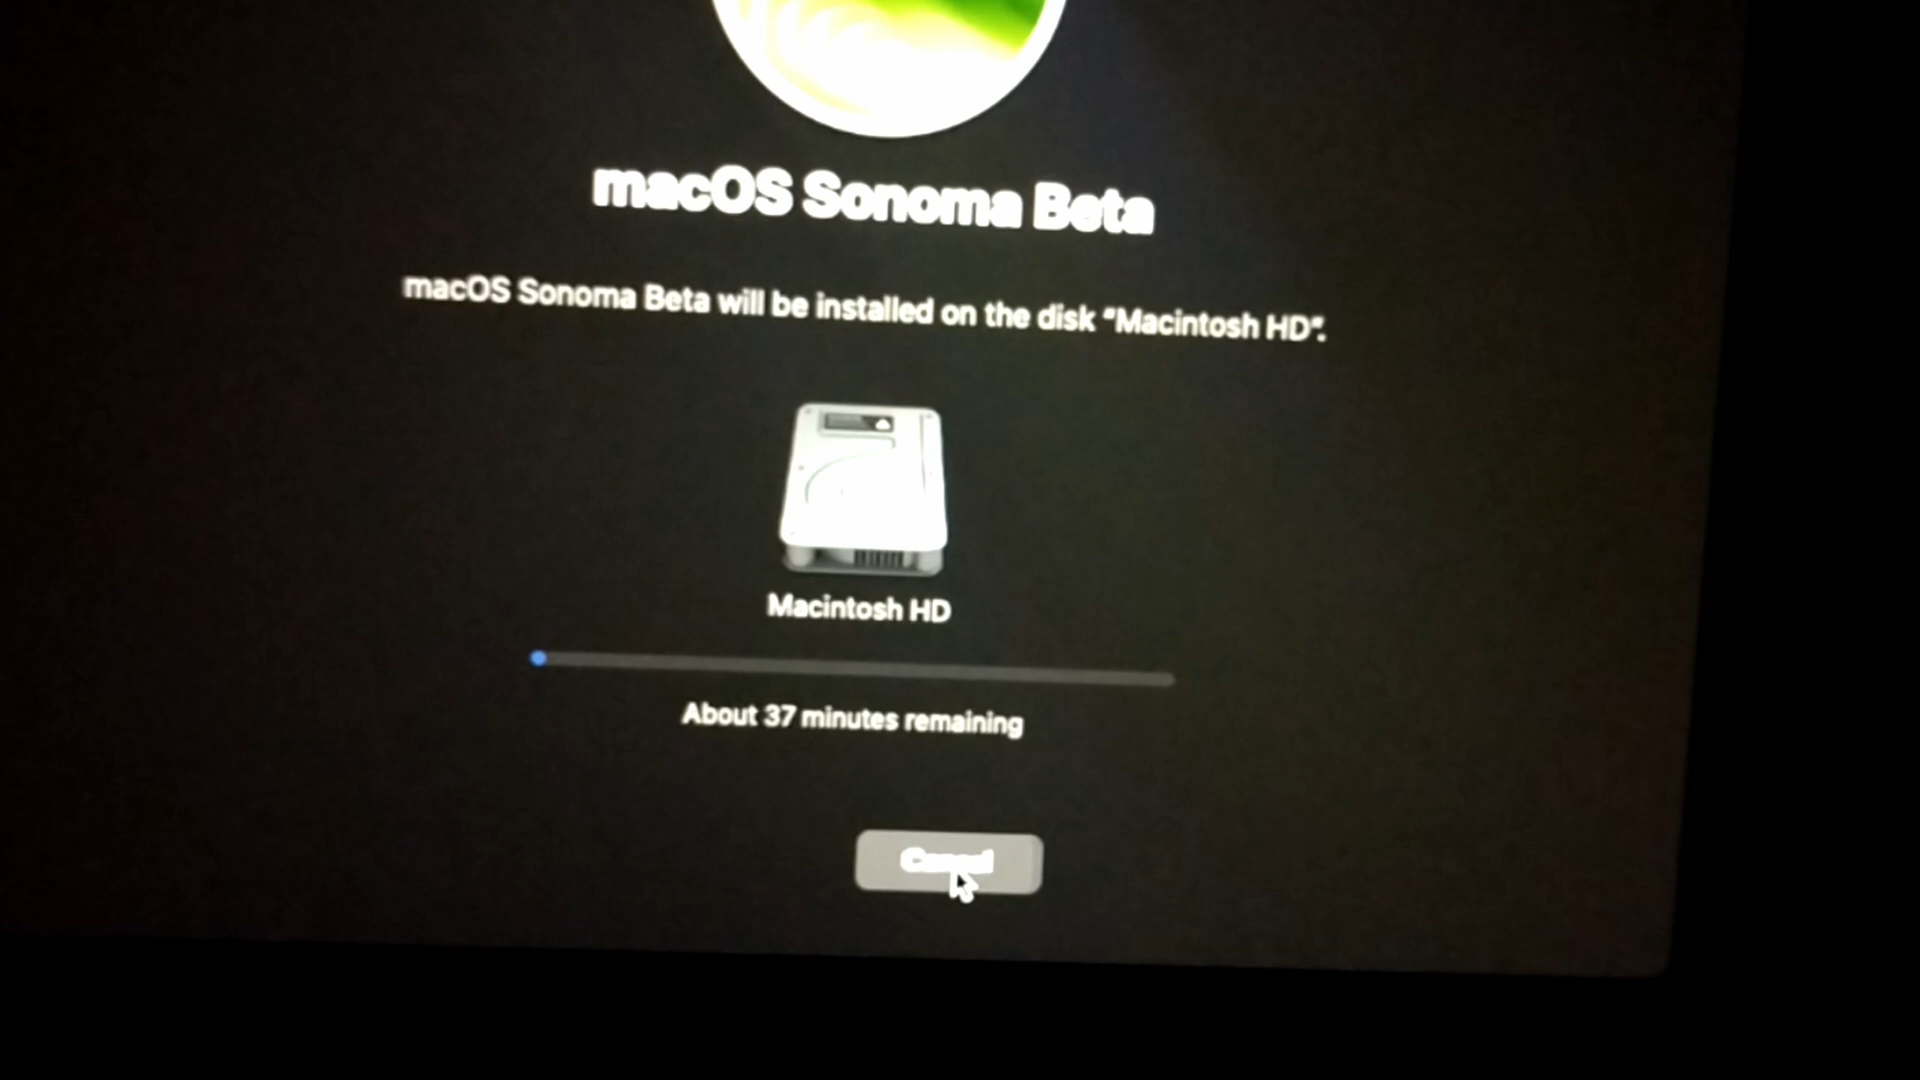 macOS Sonoma Beta
macOS Sonoma Beta will be installed on the disk “Macintosh HD”.
Macintosh HD
About 37 minutes remaining
Cancel